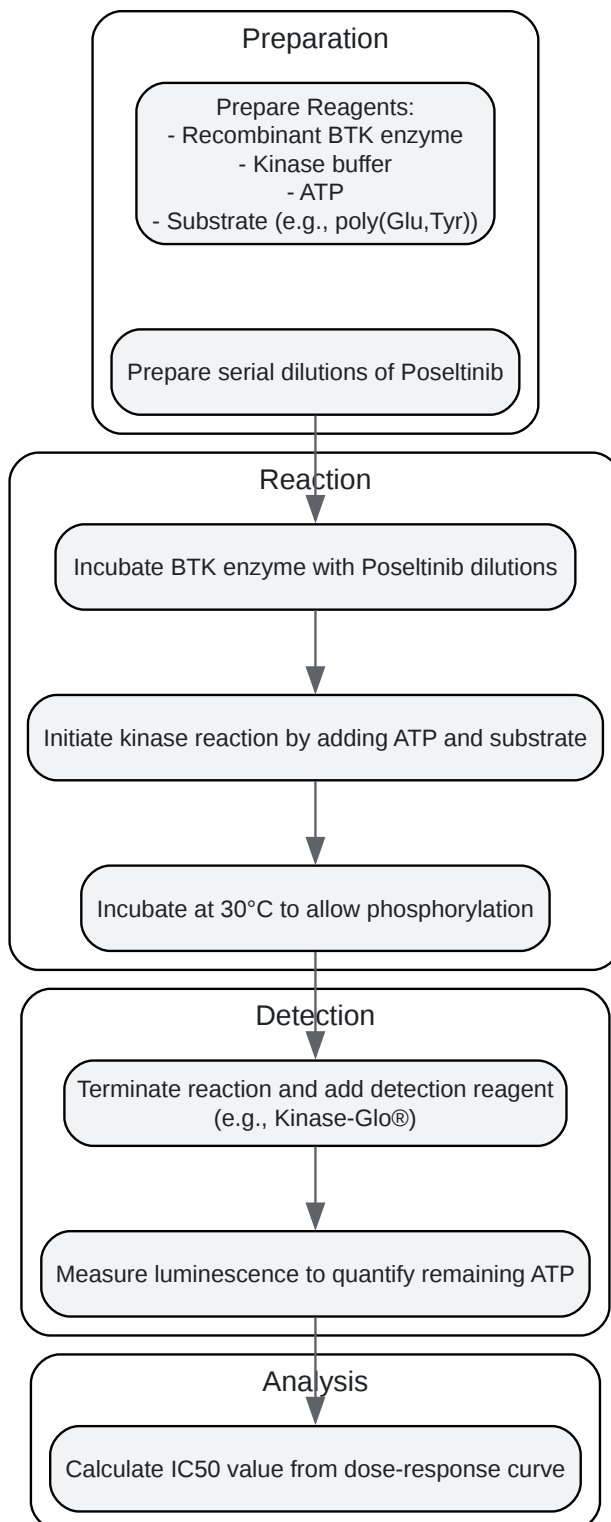 Preparation
Prepare Reagents:
- Recombinant BTK enzyme
- Kinase buffer
- ATP
- Substrate (e.g., poly(Glu,Tyr))
Prepare serial dilutions of Poseltinib
Reaction
Incubate BTK enzyme with Poseltinib dilutions
Initiate kinase reaction by adding ATP and substrate
Incubate at 30°C to allow phosphorylation
Detection
Terminate reaction and add detection reagent
(e.g., Kinase-Glo®)
Measure luminescence to quantify remaining ATP
Analysis
Calculate IC50 value from dose-response curve